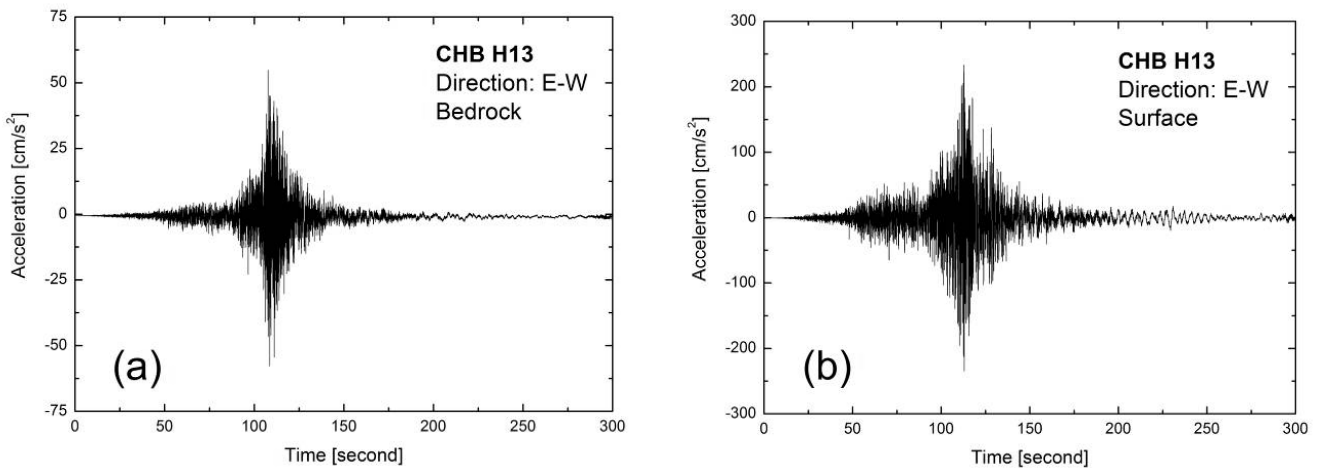 75
50
25
0
-25
-50
-75
Acceleration [cm/s²]
CHB H13
Direction: E-W
Bedrock
(a)
0 50 100 150 200 250 300
Time [second]
300
200
100
0
-100
-200
-300
Acceleration [cm/s²]
CHB H13
Direction: E-W
Surface
(b)
0 50 100 150 200 250 300
Time [second]